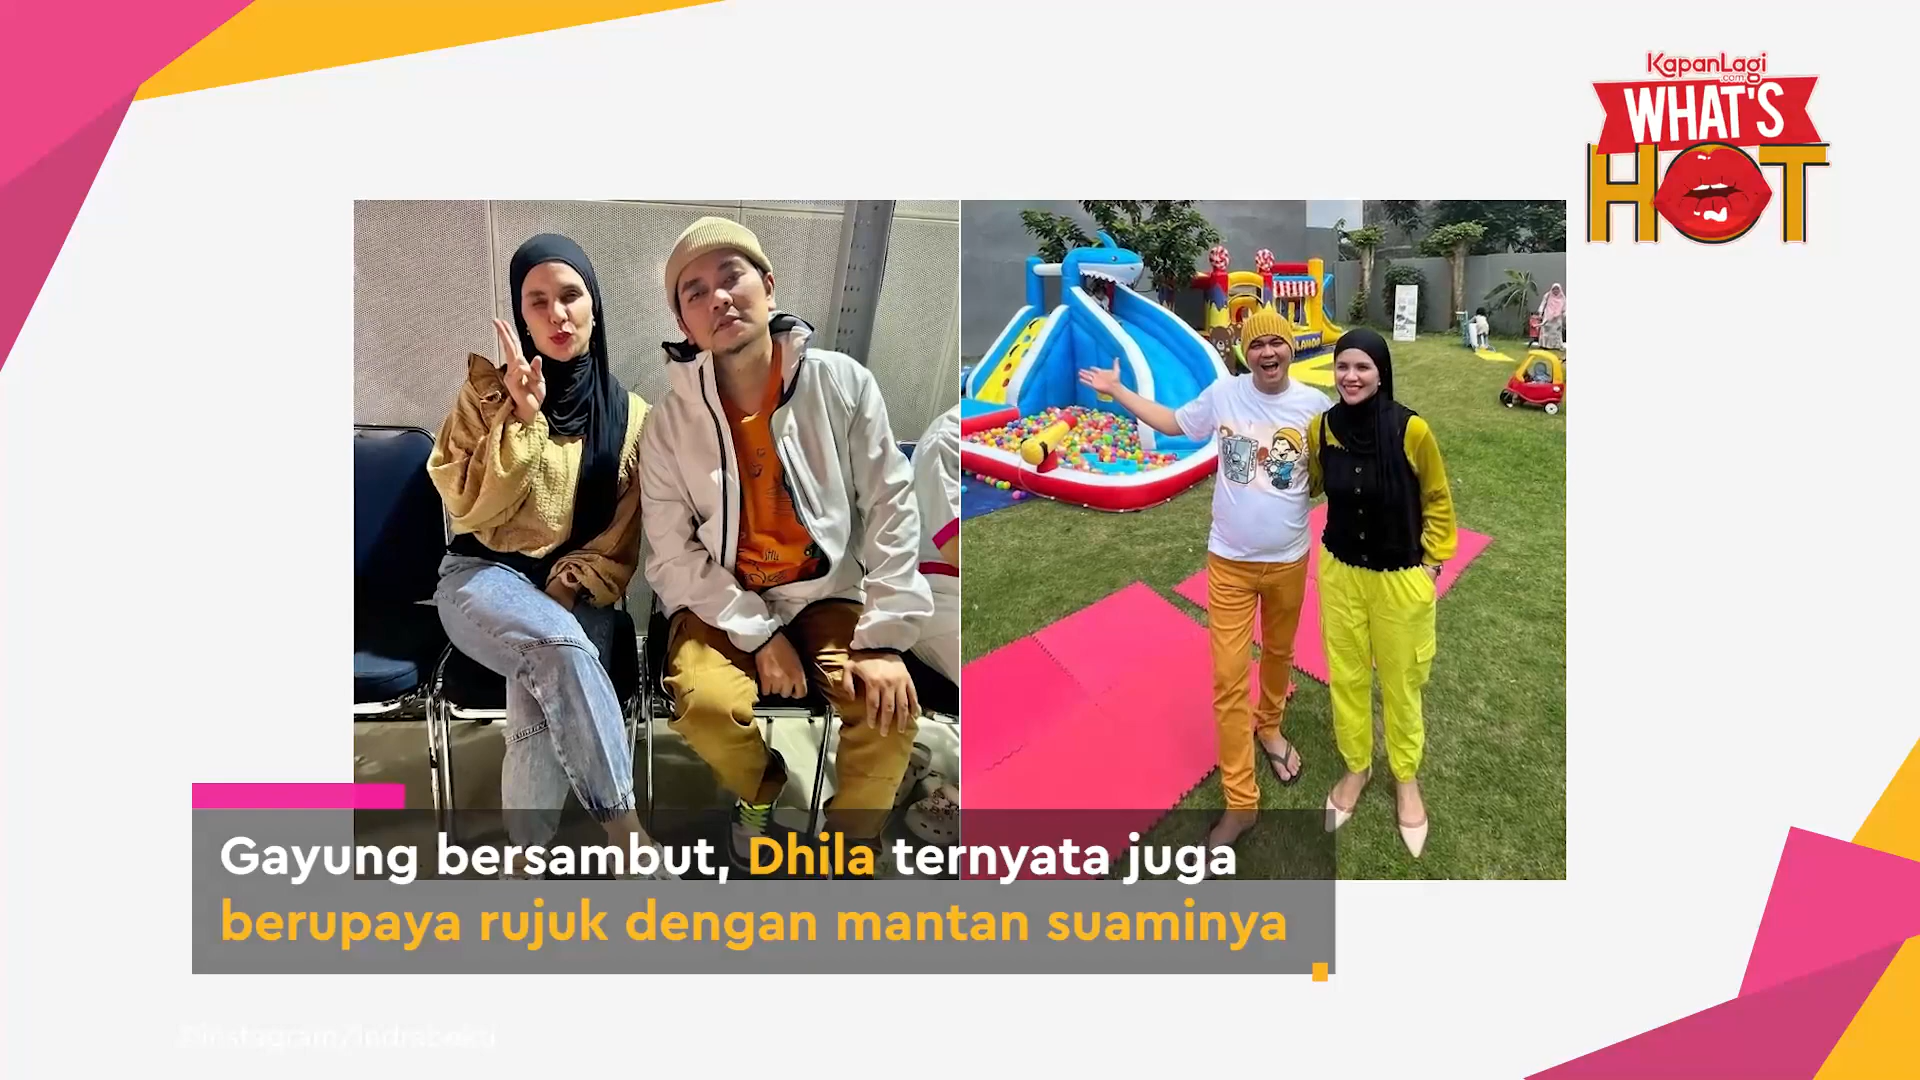 KapanLagi
.com
WHAT'S
HOT
Gayung bersambut, Dhila ternyata juga
berupaya rujuk dengan mantan suaminya